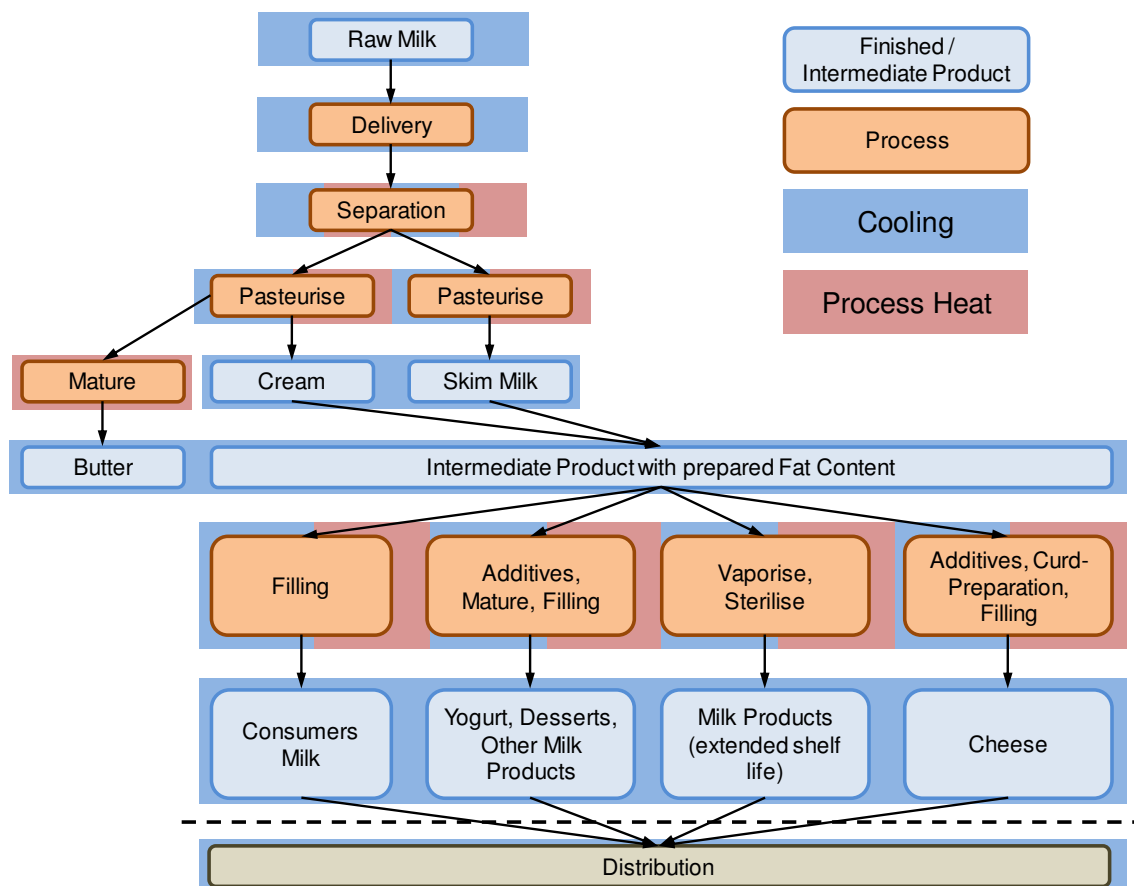 Raw Milk
Finished /
Intermediate Product
Delivery
Process
Separation
Cooling
Pasteurise
Pasteurise
Process Heat
Mature
Cream
Skim Milk
Butter
Intermediate Product with prepared Fat Content
Filling
Additives,
Mature, Filling
Vaporise,
Sterilise
Additives, Curd-
Preparation,
Filling
Consumers
Milk
Yogurt, Desserts,
Other Milk
Products
Milk Products
(extended shelf
life)
Cheese
Distribution